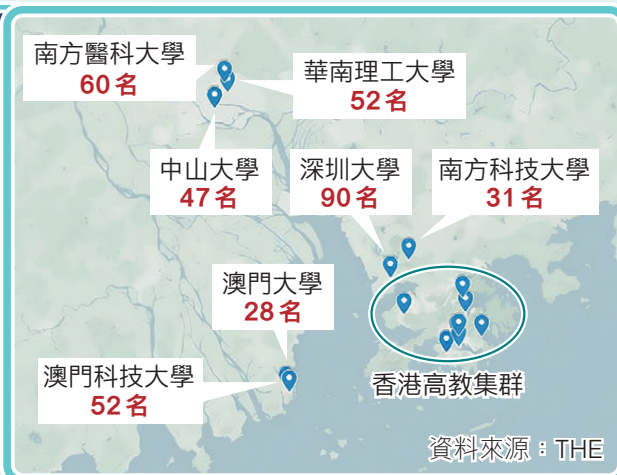 南方醫科大學
60名
華南理工大學
52名
中山大學
47名
深圳大學
90名
南方科技大學
31名
澳門大學
28名
澳門科技大學
52名
香港高教集群
資料來源：THE